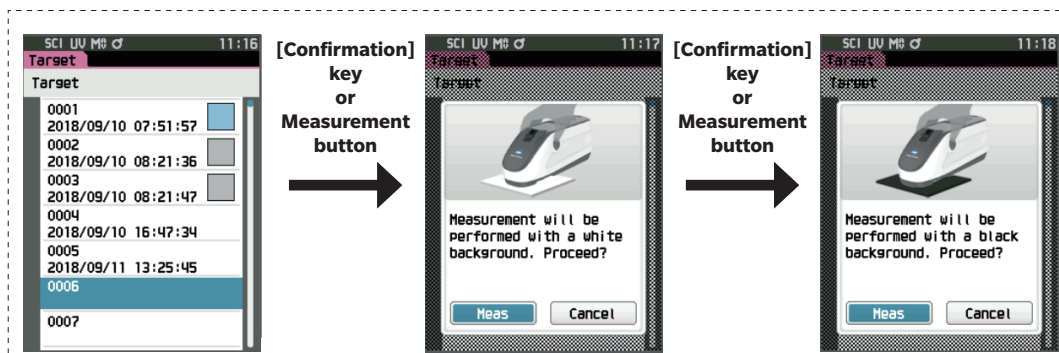 SCI UV M0 11:16
Target
Target
0001
2018/09/10 07:51:57
0002
2018/09/10 08:21:36
0003
2018/09/10 08:21:47
0004
2018/09/10 16:47:34
0005
2018/09/11 13:25:45
0006
0007
[Confirmation]
key
or
Measurement
button
SCI UV M0 11:17
Target
Target
Measurement will be
performed with a white
background. Proceed?
Meas Cancel
[Confirmation]
key
or
Measurement
button
SCI UV M0 11:18
Target
Target
Measurement will be
performed with a black
background. Proceed?
Meas Cancel